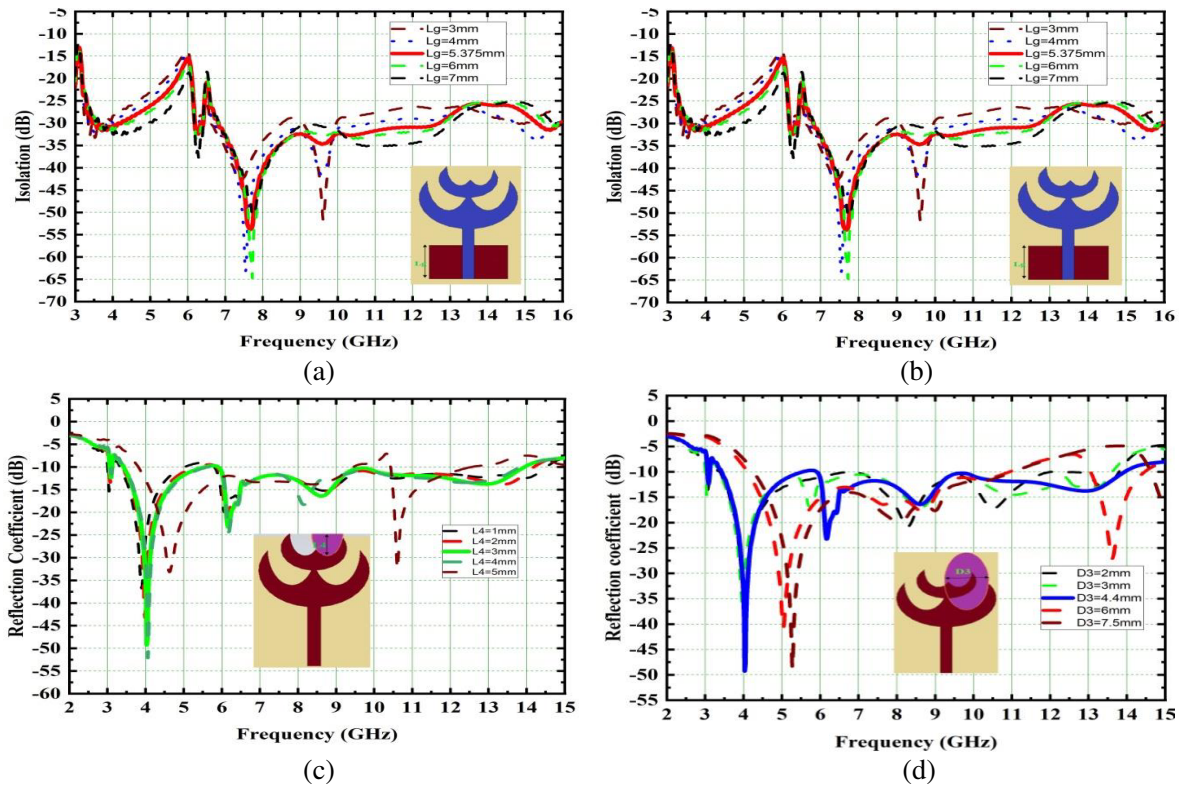 -5
-10
-15
-20
-25
-30
-35
-40
-45
-50
-55
-60
-65
-70
Isolation (dB)
Lg=3mm
Lg=4mm
Lg=5.375mm
Lg=6mm
Lg=7mm
3 4 5 6 7 8 9 10 11 12 13 14 15 16
Frequency (GHz)
(a)
-5
-10
-15
-20
-25
-30
-35
-40
-45
-50
-55
-60
-65
-70
Isolation (dB)
Lg=3mm
Lg=4mm
Lg=5.375mm
Lg=6mm
Lg=7mm
3 4 5 6 7 8 9 10 11 12 13 14 15 16
Frequency (GHz)
(b)
5
0
-5
-10
-15
-20
-25
-30
-35
-40
-45
-50
-55
-60
Reflection Coefficient (dB)
L4=1mm
L4=2mm
L4=3mm
L4=4mm
L4=5mm
2 3 4 5 6 7 8 9 10 11 12 13 14 15
Frequency (GHz)
(c)
5
0
-5
-10
-15
-20
-25
-30
-35
-40
-45
-50
-55
Reflection coefficient (dB)
D3
D3=2mm
D3=3mm
D3=4.4mm
D3=6mm
D3=7.5mm
2 3 4 5 6 7 8 9 10 11 12 13 14 15
Frequency (GHz)
(d)